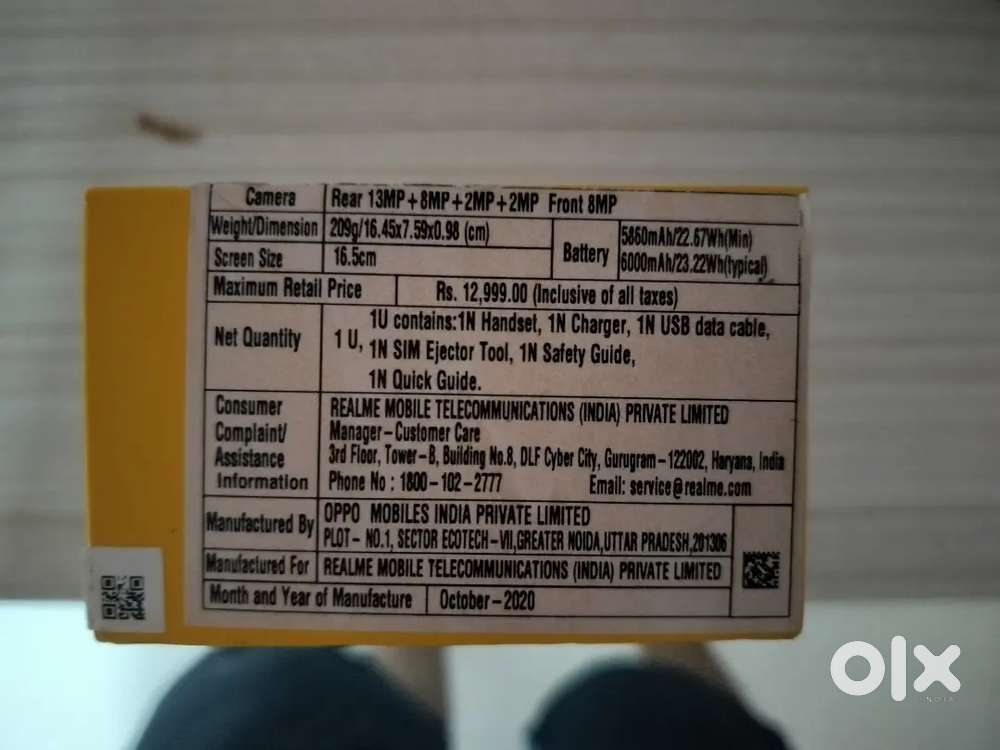 Camera Rear 13MP+8MP+2MP+2MP Front 8MP
Weight/Dimension 209g/16.45x7.59x0.98 (cm)
Screen Size 16.5cm
Battery 5860mAh/22.67Wh(Min)
6000mAh/23.22Wh(typical)
Maximum Retail Price Rs. 12,999.00 (Inclusive of all taxes)
Net Quantity 1 U, 1U contains:1N Handset, 1N Charger, 1N USB data cable,
1N SIM Ejector Tool, 1N Safety Guide,
1N Quick Guide.
Consumer REALME MOBILE TELECOMMUNICATIONS (INDIA) PRIVATE LIMITED
Complaint/ Manager-Customer Care
Assistance 3rd Floor, Tower-B, Building No.8, DLF Cyber City, Gurugram-122002, Haryana, India
Information Phone No : 1800-102-2777 Email: service@realme.com
Manufactured By OPPO MOBILES INDIA PRIVATE LIMITED
PLOT- NO.1, SECTOR ECOTECH-VII,GREATER NOIDA,UTTAR PRADESH,201306
Manufactured For REALME MOBILE TELECOMMUNICATIONS (INDIA) PRIVATE LIMITED
Month and Year of Manufacture October-2020
olx
INDIA